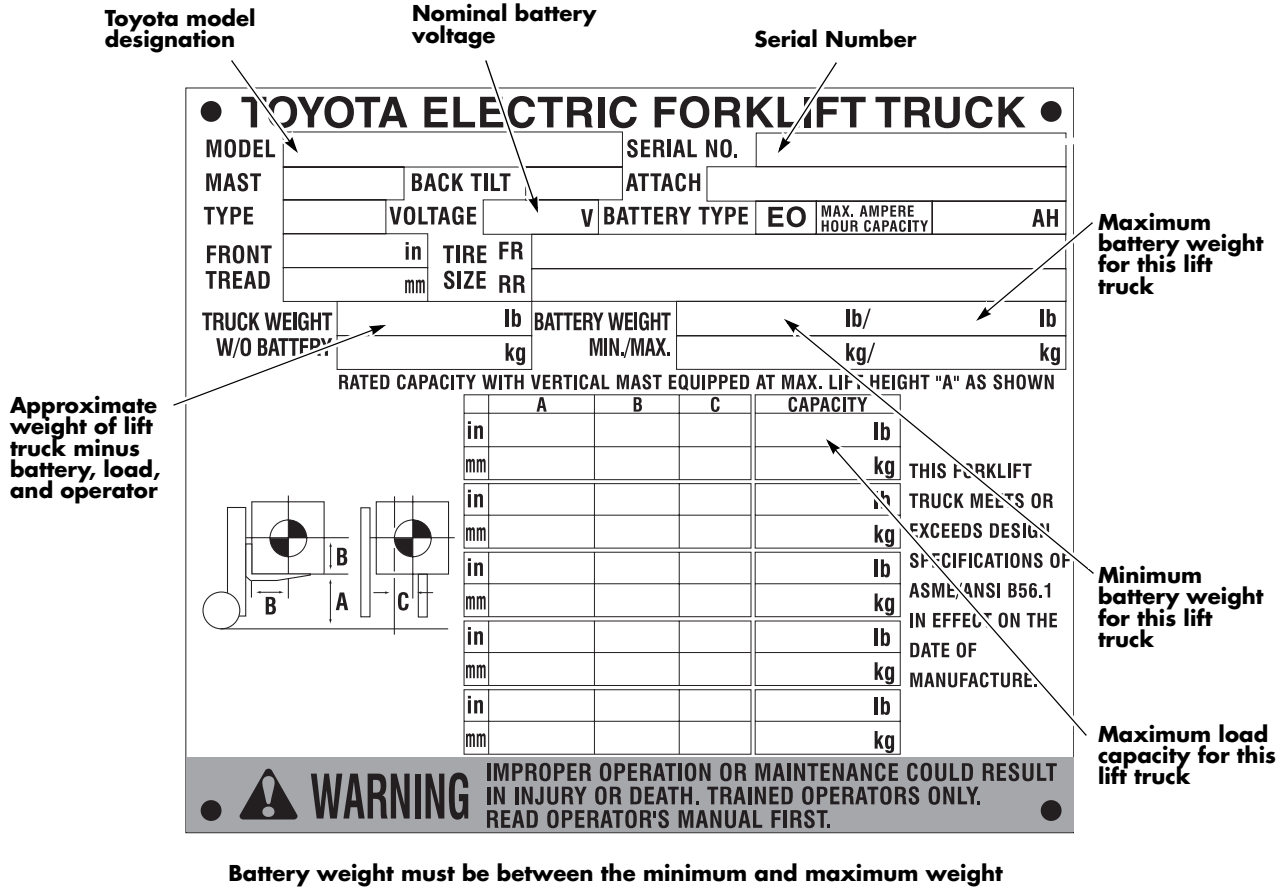 Toyota model
designation
Nominal battery
voltage
Serial Number
TOYOTA ELECTRIC FORKLIFT TRUCK
MODEL SERIAL NO.
MAST BACK TILT ATTACH
TYPE VOLTAGE V BATTERY TYPE EO MAX. AMPERE
HOUR CAPACITY AH
FRONT in TIRE FR
TREAD mm SIZE RR
TRUCK WEIGHT lb BATTERY WEIGHT lb/ lb
W/O BATTERY kg MIN./MAX. kg/ kg
RATED CAPACITY WITH VERTICAL MAST EQUIPPED AT MAX. LIFT HEIGHT "A" AS SHOWN
A B C CAPACITY
in lb
mm kg
in lb
mm kg
in lb
mm kg
in lb
mm kg
in lb
mm kg
B
B A C
THIS FORKLIFT
TRUCK MEETS OR
EXCEEDS DESIGN
SPECIFICATIONS OF
ASME/ANSI B56.1
IN EFFECT ON THE
DATE OF
MANUFACTURE.
Maximum
battery weight
for this lift
truck
Approximate
weight of lift
truck minus
battery, load,
and operator
Minimum
battery weight
for this lift
truck
Maximum load
capacity for this
lift truck
WARNING
IMPROPER OPERATION OR MAINTENANCE COULD RESULT
IN INJURY OR DEATH. TRAINED OPERATORS ONLY.
READ OPERATOR'S MANUAL FIRST.
Battery weight must be between the minimum and maximum weight